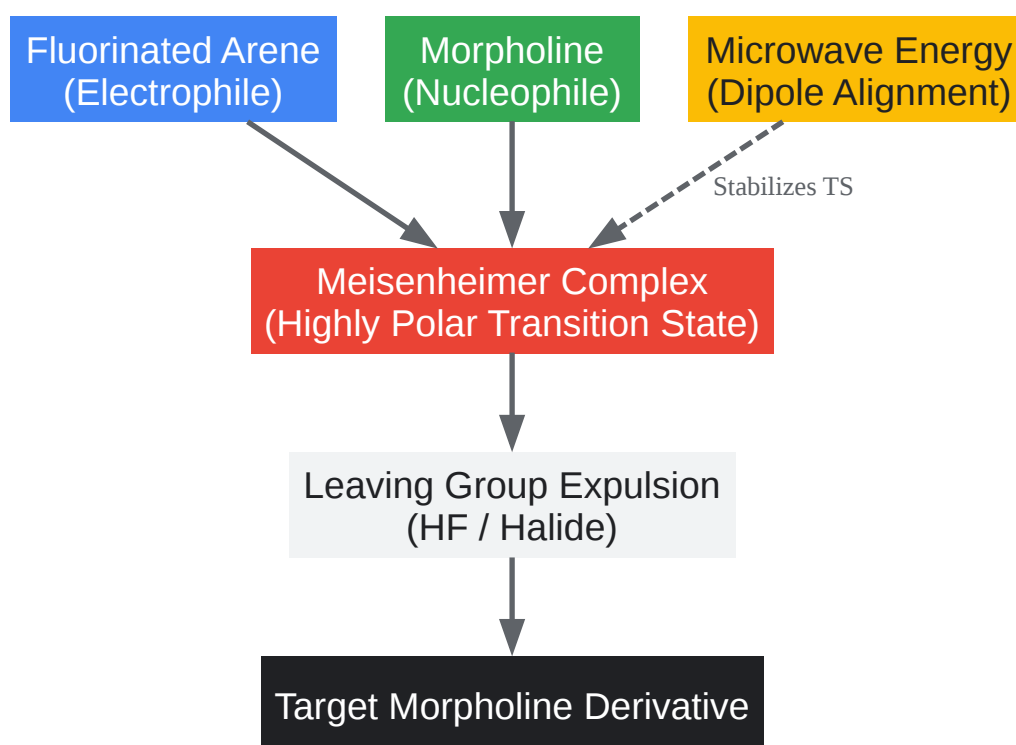 Fluorinated Arene
(Electrophile)
Morpholine
(Nucleophile)
Microwave Energy
(Dipole Alignment)
Stabilizes TS
Meisenheimer Complex
(Highly Polar Transition State)
Leaving Group Expulsion
(HF / Halide)
Target Morpholine Derivative